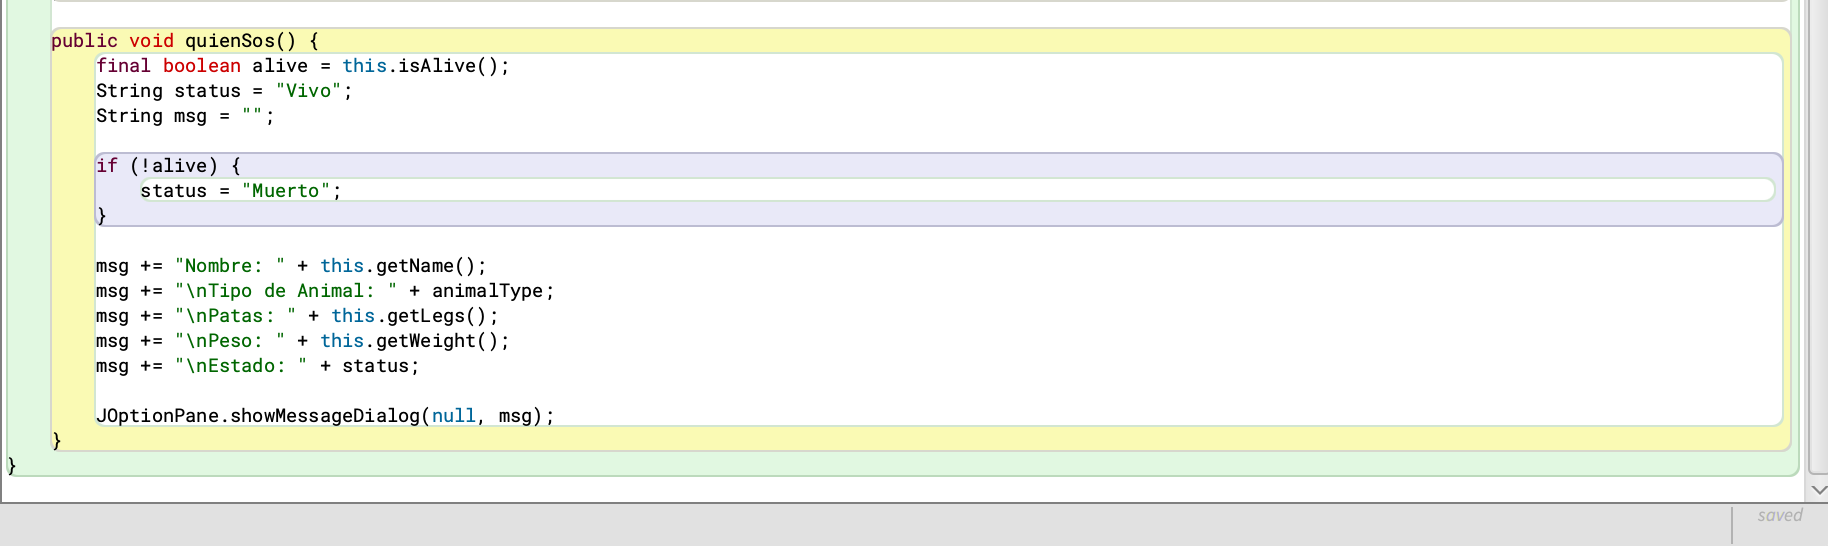 public void quienSos() {
final boolean alive = this.isAlive();
String status = "Vivo";
String msg = "";
if (!alive) {
status = "Muerto";
}
msg += "Nombre: " + this.getName();
msg += "\nTipo de Animal: " + animalType;
msg += "\nPatas: " + this.getLegs();
msg += "\nPeso: " + this.getWeight();
msg += "\nEstado: " + status;
JOptionPane.showMessageDialog(null, msg);
}
}
saved